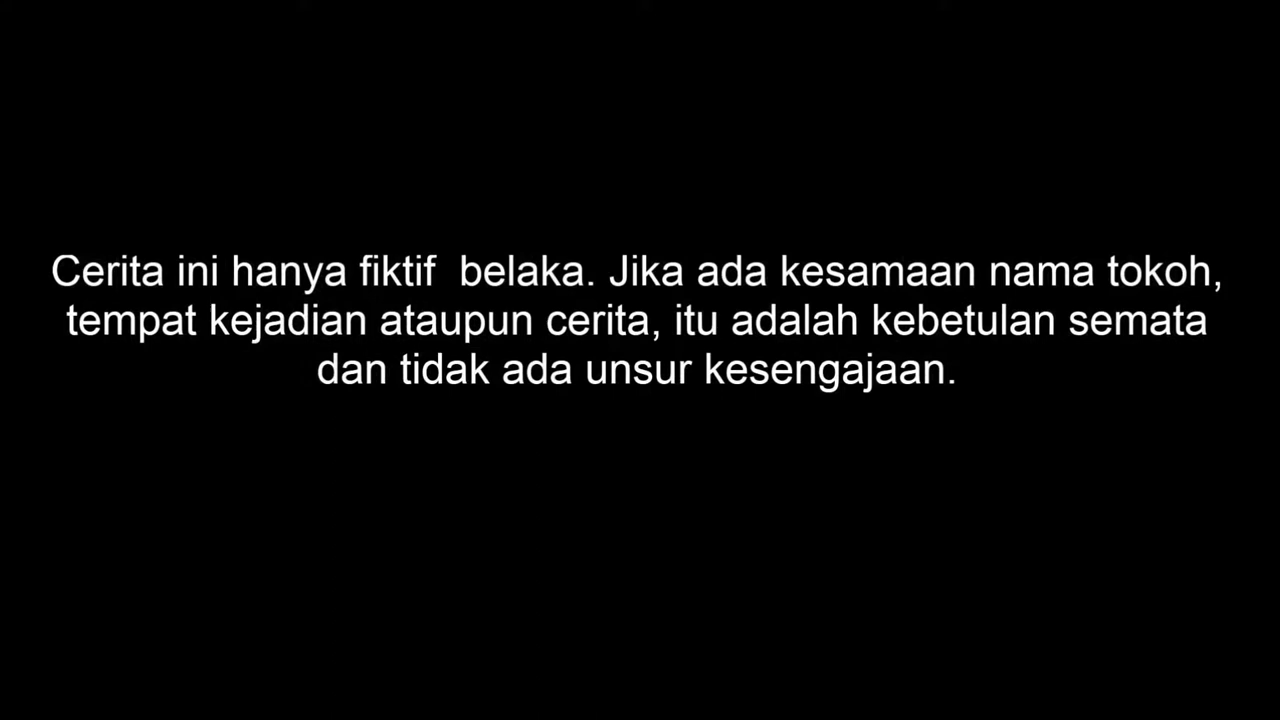 Cerita ini hanya fiktif  belaka. Jika ada kesamaan nama tokoh,
tempat kejadian ataupun cerita, itu adalah kebetulan semata
dan tidak ada unsur kesengajaan.